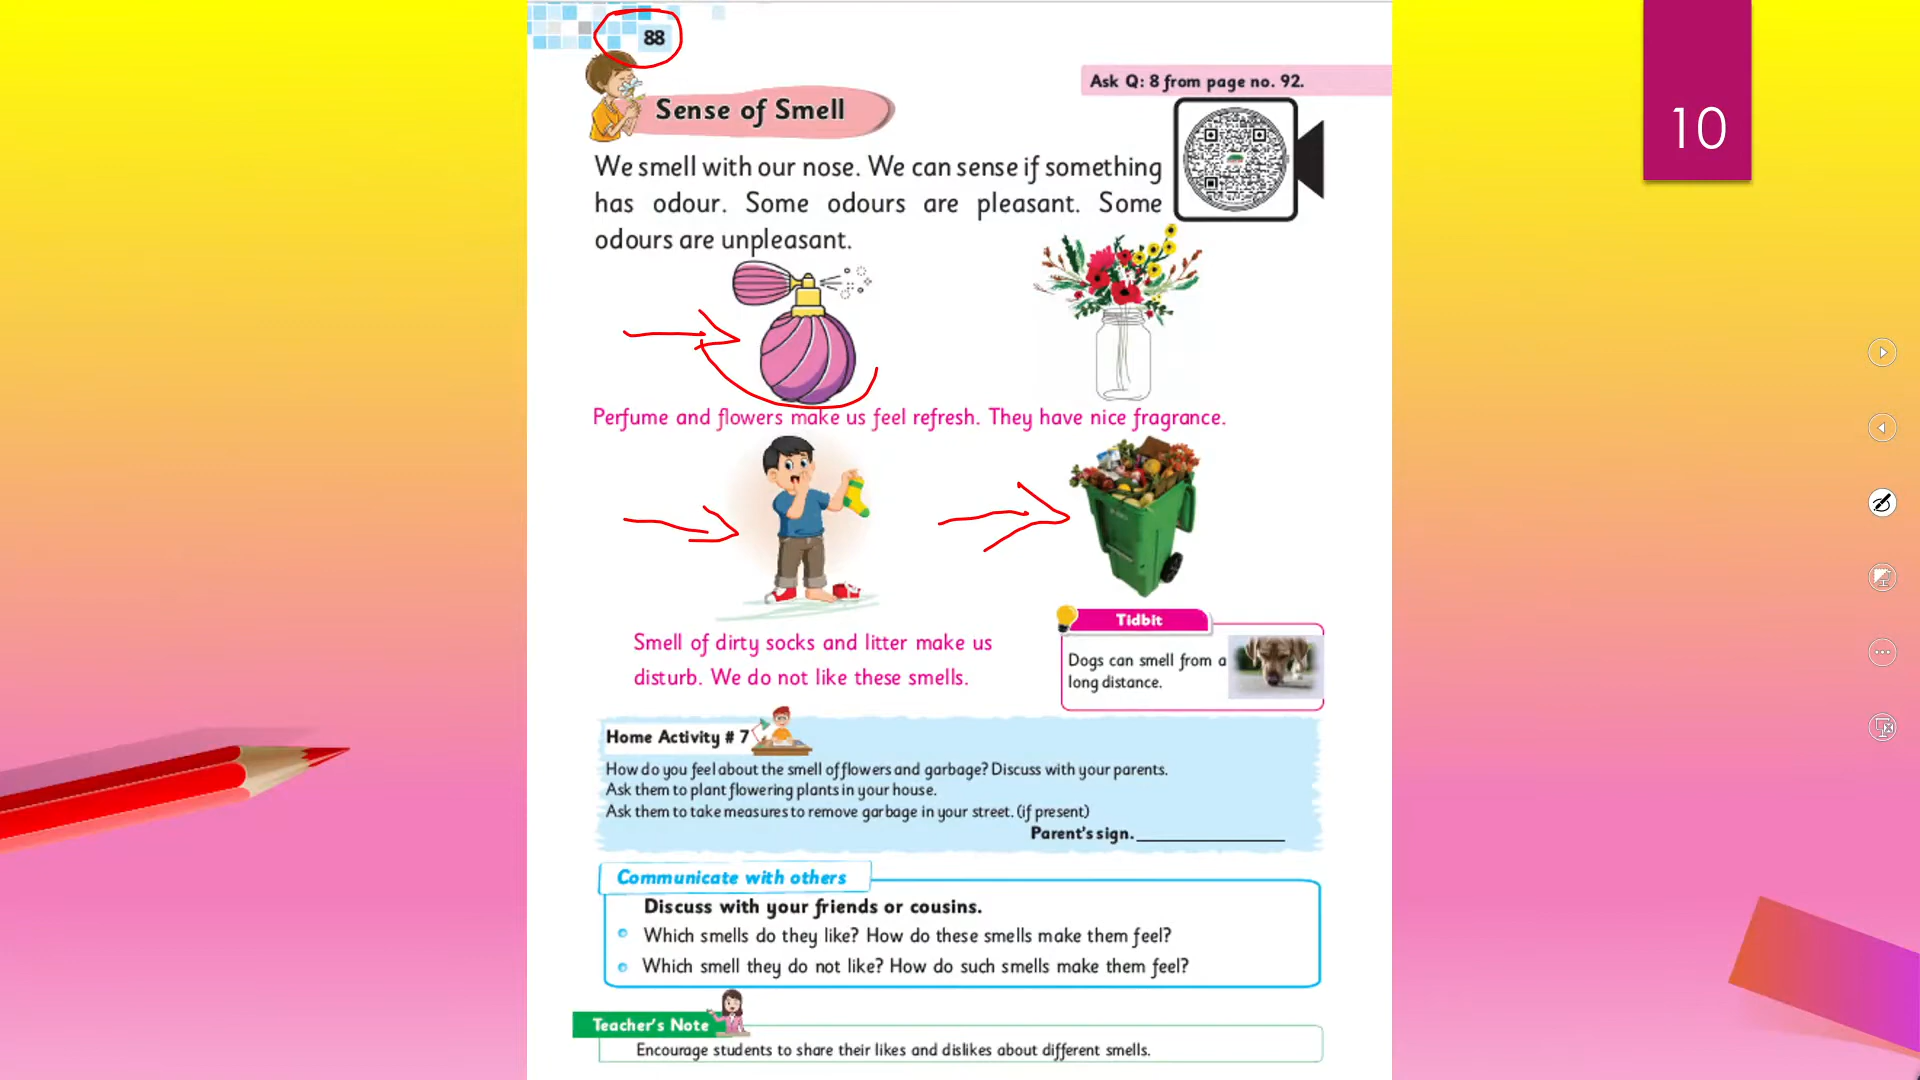 88
10
Ask Q: 8 from page no. 92.
Sense of Smell
We smell with our nose. We can sense if something
has odour. Some odours are pleasant. Some
odours are unpleasant.
Perfume and flowers make us feel refresh. They have nice fragrance.
Smell of dirty socks and litter make us
disturb. We do not like these smells.
Tidbit
Dogs can smell from a
long distance.
Home Activity # 7
How do you feel about the smell of flowers and garbage? Discuss with your parents.
Ask them to plant flowering plants in your house.
Ask them to take measures to remove garbage in your street. (if present)
Parent's sign.
Communicate with others
Discuss with your friends or cousins.
Which smells do they like? How do these smells make them feel?
Which smell they do not like? How do such smells make them feel?
Teacher's Note
Encourage students to share their likes and dislikes about different smells.